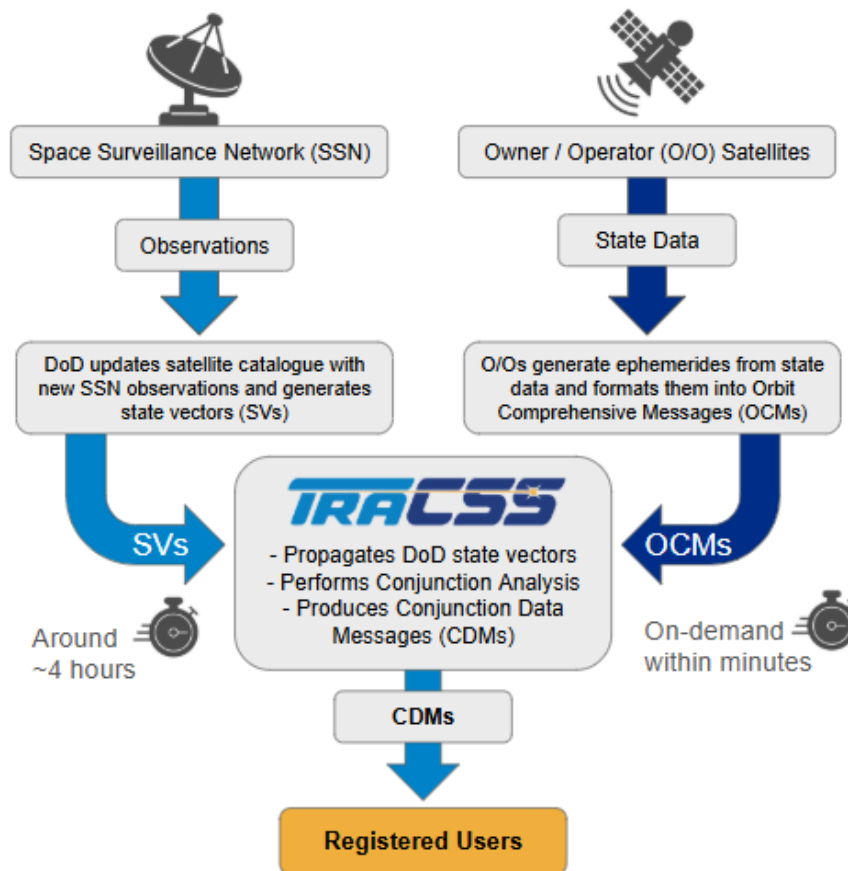 Space Surveillance Network (SSN)
Owner / Operator (O/O) Satellites
Observations
State Data
DoD updates satellite catalogue with
new SSN observations and generates
state vectors (SVs)
O/Os generate ephemerides from state
data and formats them into Orbit
Comprehensive Messages (OCMs)
SVs
TRACSS
OCMs
- Propagates DoD state vectors
- Performs Conjunction Analysis
- Produces Conjunction Data
Messages (CDMs)
Around
~4 hours
On-demand
within minutes
CDMs
Registered Users